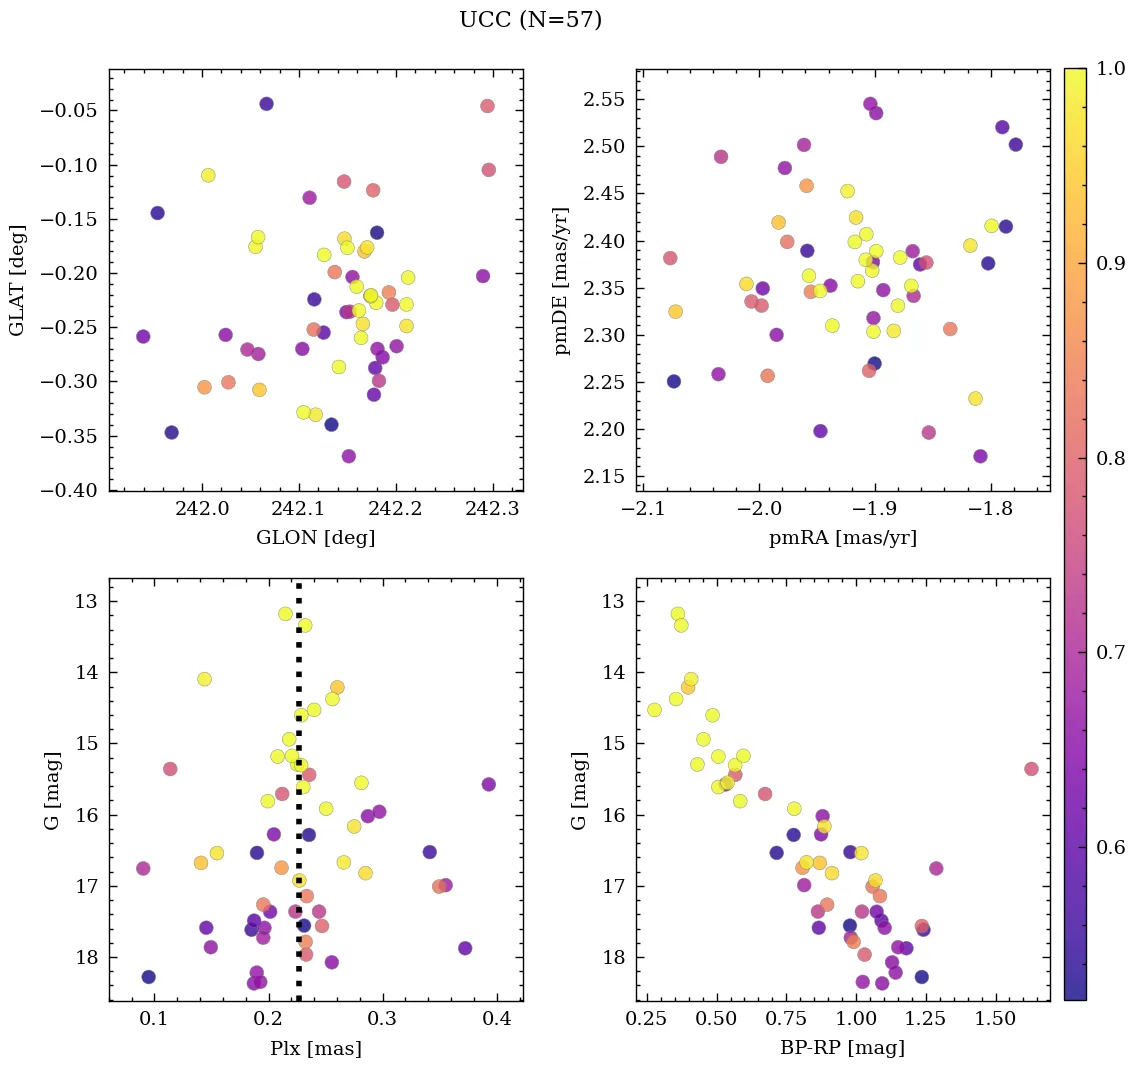 UCC (N=57)
−0.05
−0.10
−0.15
−0.20
−0.25
−0.30
−0.35
−0.40
GLAT [deg]
242.0 242.1 242.2 242.3
GLON [deg]
2.55
2.50
2.45
2.40
2.35
2.30
2.25
2.20
2.15
pmDE [mas/yr]
−2.1 −2.0 −1.9 −1.8
pmRA [mas/yr]
1.0
0.9
0.8
0.7
0.6
13
14
15
16
17
18
G [mag]
0.1 0.2 0.3 0.4
Plx [mas]
13
14
15
16
17
18
G [mag]
0.25 0.50 0.75 1.00 1.25 1.50
BP-RP [mag]